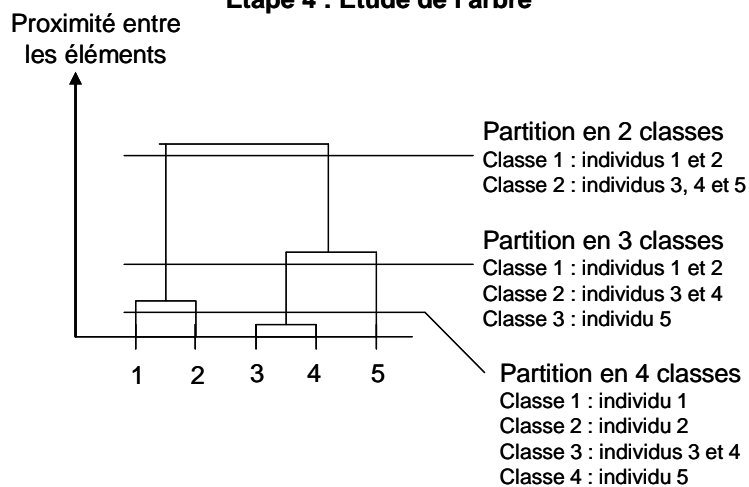 Etape 4 : Etude de l'arbre
Proximité entre
les éléments
Partition en 2 classes
Classe 1 : individus 1 et 2
Classe 2 : individus 3, 4 et 5
Partition en 3 classes
Classe 1 : individus 1 et 2
Classe 2 : individus 3 et 4
Classe 3 : individu 5
1 2 3 4 5
Partition en 4 classes
Classe 1 : individu 1
Classe 2 : individu 2
Classe 3 : individus 3 et 4
Classe 4 : individu 5